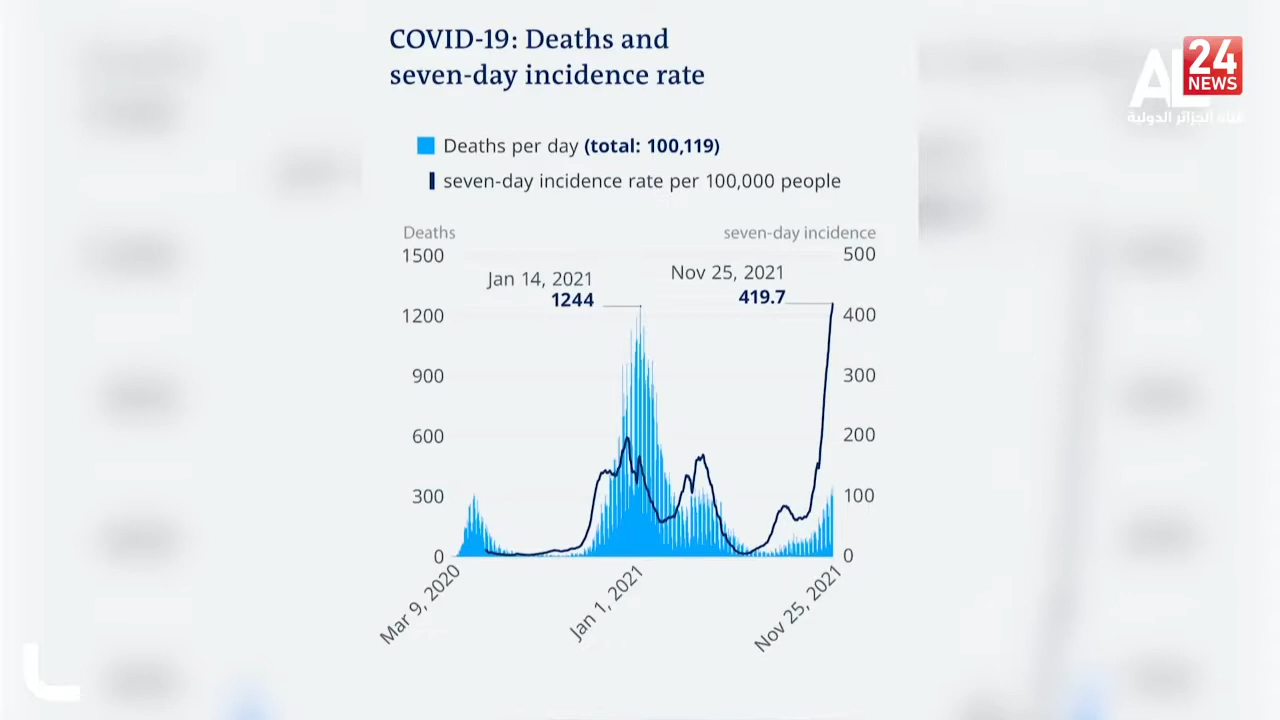 COVID-19: Deaths and
seven-day incidence rate
Deaths per day (total: 100,119)
seven-day incidence rate per 100,000 people
Deaths
seven-day incidence
1500
500
Jan 14, 2021
1244
Nov 25, 2021
419.7
1200
400
900
300
600
200
300
100
0
0
Mar 9, 2020
Jan 1, 2021
Nov 25, 2021
AL
24
NEWS
قناة الجزائر الدولية